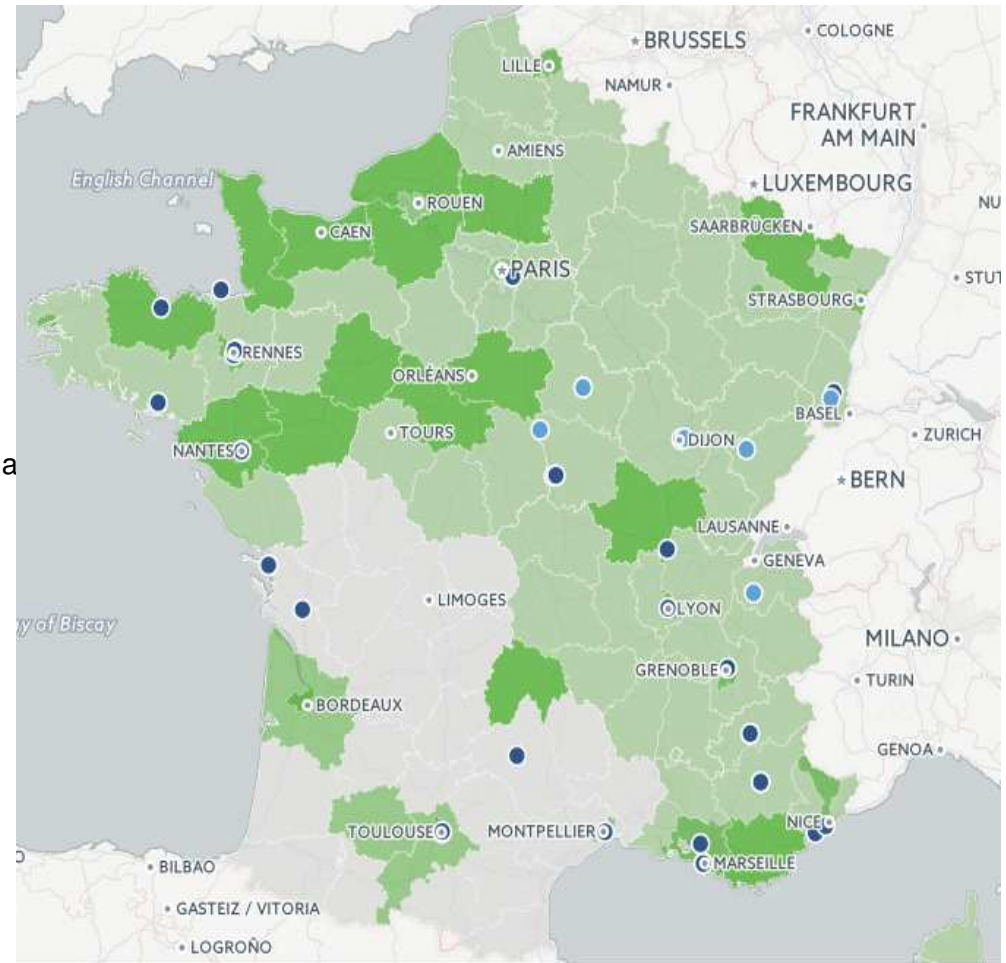 BRUSSELS
COLOGNE
LILLE
NAMUR
FRANKFURT
AM MAIN
AMIENS
English Channel
LUXEMBOURG
ROUEN
NU
SAARBRÜCKEN
CAEN
PARIS
STUT
STRASBOURG
RENNES
ORLÉANS
BASEL
TOURS
DIJON
ZURICH
NANTES
a
BERN
LAUSANNE
GENEVA
LIMOGES
LYON
y of Biscay
MILANO
GRENOBLE
TURIN
BORDEAUX
GENOA
NICE
TOULOUSE
MONTPELLIER
O
MARSEILLE
BILBAO
GASTEIZ / VITORIA
LOGROÑO